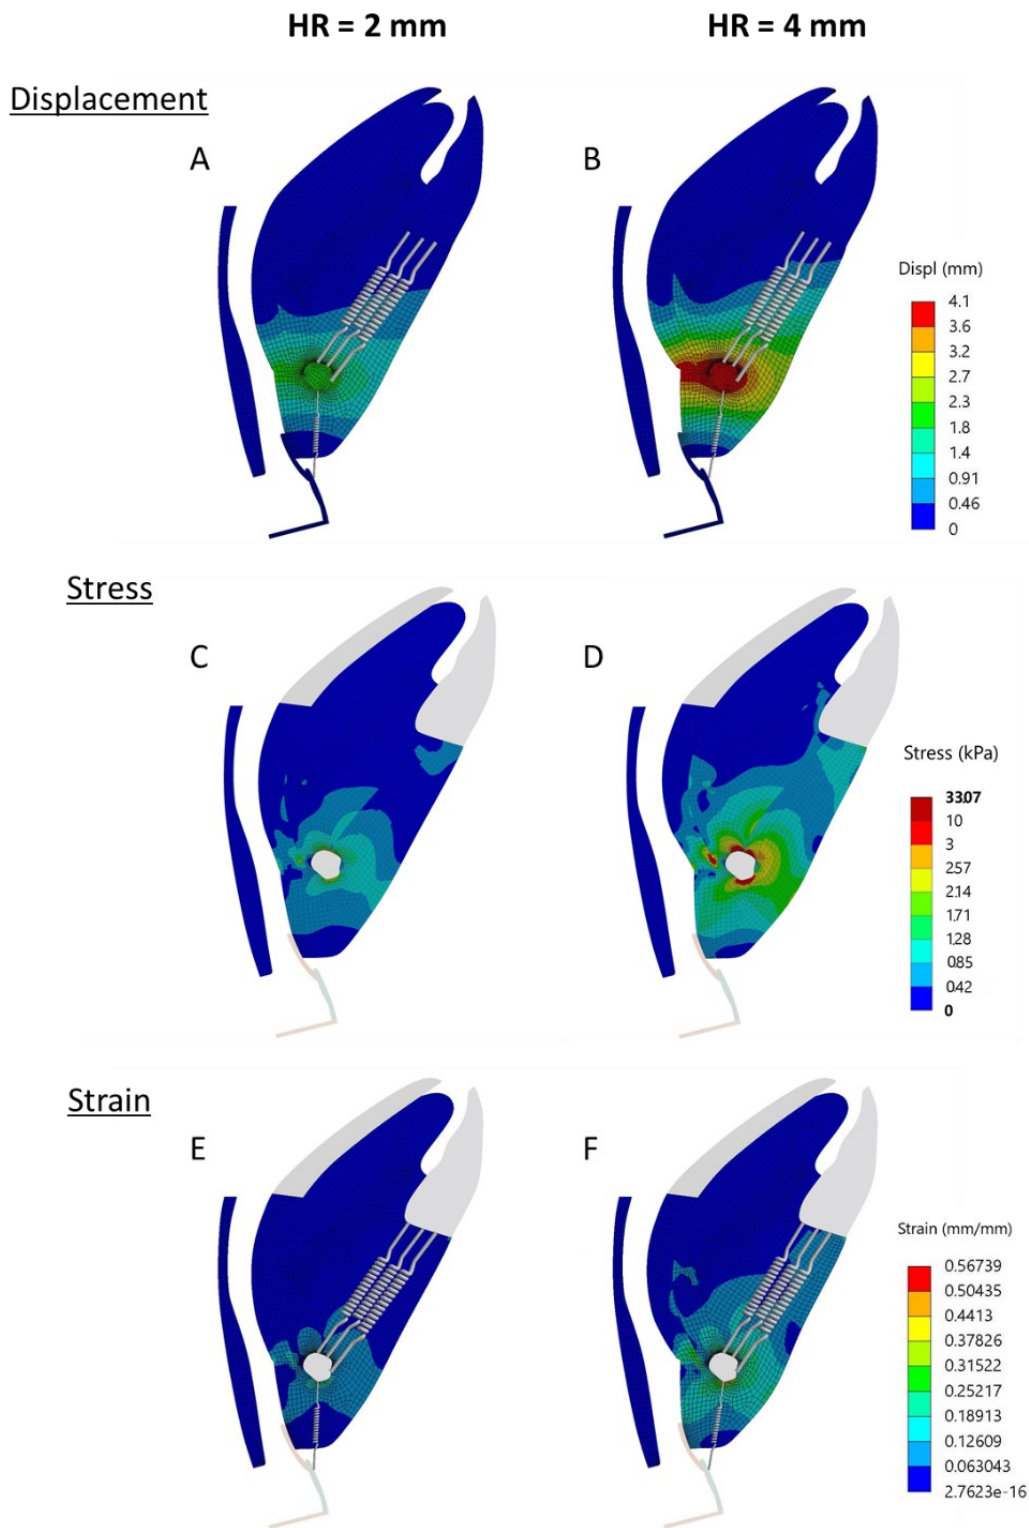 HR = 2 mm HR = 4 mm
Displacement
A B
Displ (mm)
4.1
3.6
3.2
2.7
2.3
1.8
1.4
0.91
0.46
0
Stress
C D
Stress (kPa)
3307
10
3
257
214
171
128
085
042
0
Strain
E F
Strain (mm/mm)
0.56739
0.50435
0.4413
0.37826
0.31522
0.25217
0.18913
0.12609
0.063043
2.7623e-16